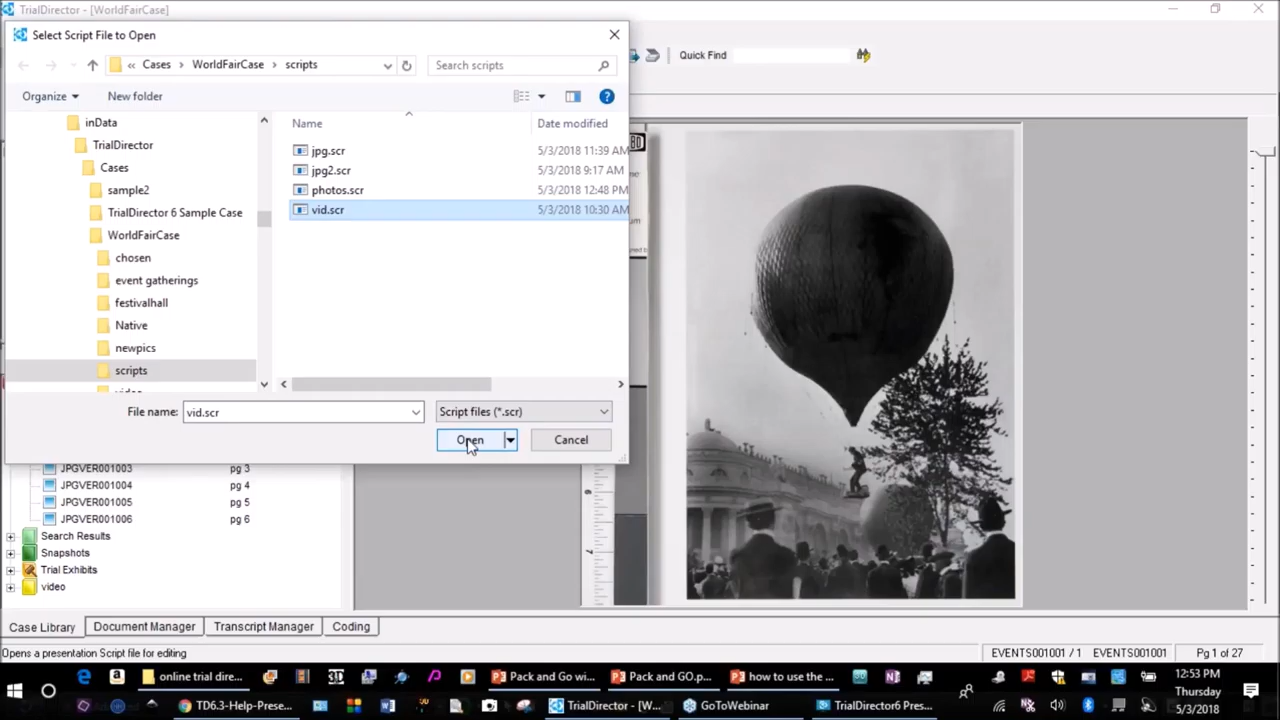 TrialDirector - [WorldFairCase]
Select Script File to Open
« Cases > WorldFairCase > scripts
Search scripts
Quick Find
Organize
New folder
Name
Date modified
inData
TrialDirector
Cases
sample2
TrialDirector 6 Sample Case
WorldFairCase
chosen
event gatherings
festivalhall
Native
newpics
scripts
jpg.scr 5/3/2018 11:39 AM
jpg2.scr 5/3/2018 9:17 AM
photos.scr 5/3/2018 12:48 PM
vid.scr 5/3/2018 10:30 AM
File name: vid.scr
Script files (*.scr)
Open
Cancel
JPGVER001003 pg 3
JPGVER001004 pg 4
JPGVER001005 pg 5
JPGVER001006 pg 6
Search Results
Snapshots
Trial Exhibits
video
Case Library
Document Manager
Transcript Manager
Coding
Opens a presentation Script file for editing
EVENTS001001 / 1
EVENTS001001
Pg 1 of 27
online trial dire...
Pack and Go wi...
Pack and GO.p...
how to use the ...
12:53 PM
Thursday
5/3/2018
TD6.3-Help-Prese...
TrialDirector - [W...
GoToWebinar
TrialDirector6 Pres...